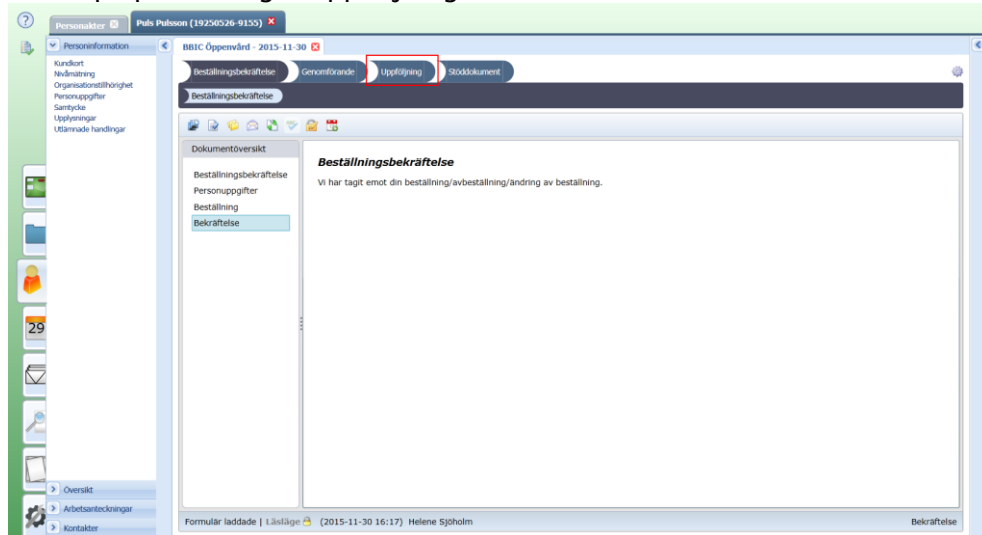 ?
Personakter
Puls Pulsson (19250526-9155)
Personinformation
Kundkort
Nivåmätning
Organisationstillhörighet
Personuppgifter
Samtycke
Upplysningar
Utlämnade handlingar
BBIC Öppenvård - 2015-11-30
Beställningsbekräftelse
Genomförande
Uppföljning
Stöddokument
Beställningsbekräftelse
Dokumentöversikt
Beställningsbekräftelse
Personuppgifter
Beställning
Bekräftelse
Beställningsbekräftelse
Vi har tagit emot din beställning/avbeställning/ändring av beställning.
29
Översikt
Arbetsanteckningar
Kontakter
Formulär laddade | Läsläge (2015-11-30 16:17) Helene Sjöholm
Bekräftelse